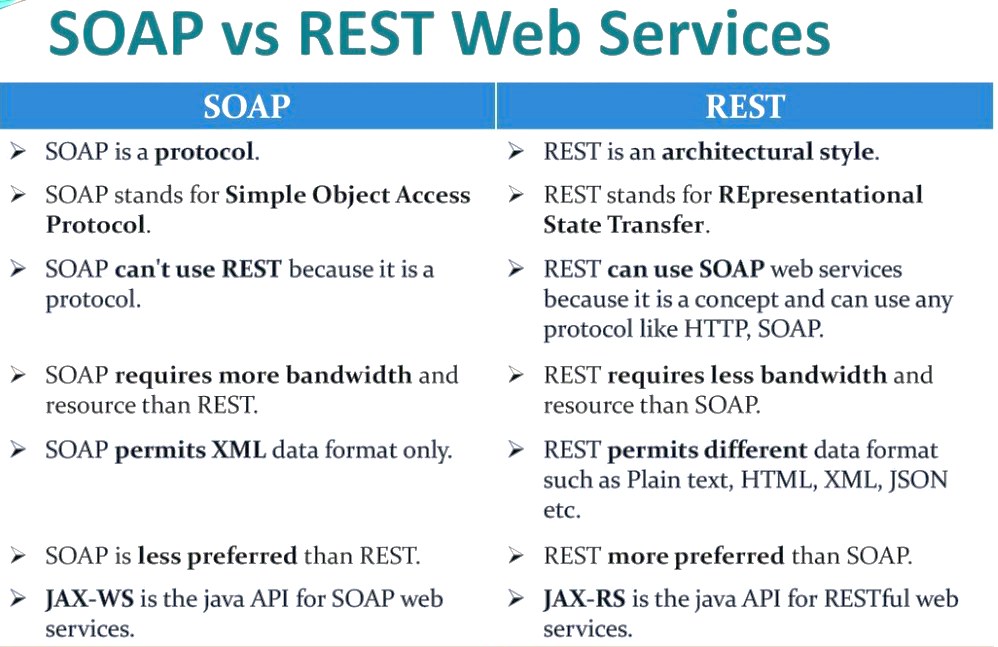 SOAP vs REST Web Services
SOAP
REST
➤ SOAP is a protocol.
➤ REST is an architectural style.
➤ SOAP stands for Simple Object Access
Protocol.
➤ REST stands for REpresentational
State Transfer.
➤ SOAP can't use REST because it is a
protocol.
➤ REST can use SOAP web services
because it is a concept and can use any
protocol like HTTP, SOAP.
➤ SOAP requires more bandwidth and
resource than REST.
➤ REST requires less bandwidth and
resource than SOAP.
➤ SOAP permits XML data format only.
➤ REST permits different data format
such as Plain text, HTML, XML, JSON
etc.
➤ SOAP is less preferred than REST.
➤ REST more preferred than SOAP.
➤ JAX-WS is the java API for SOAP web
services.
➤ JAX-RS is the java API for RESTful web
services.